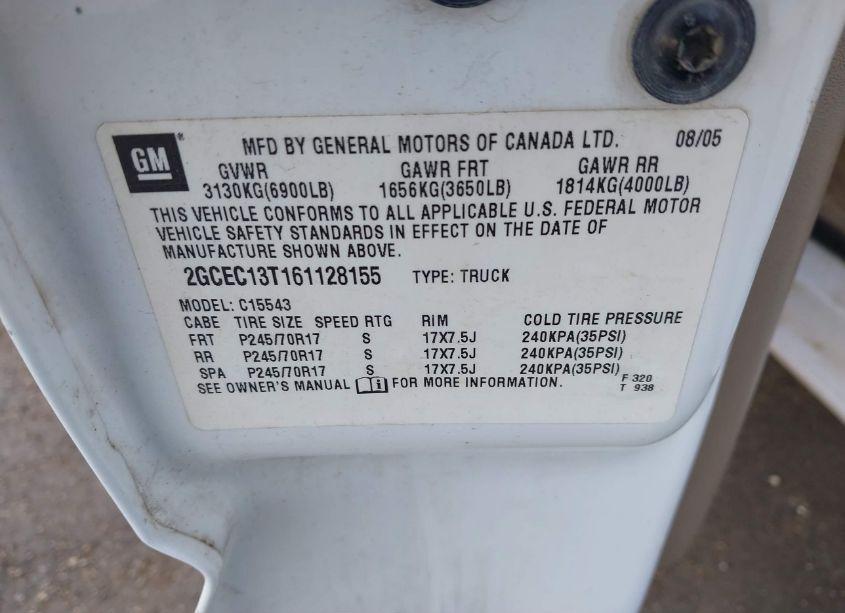 GM
MFD BY GENERAL MOTORS OF CANADA LTD. 08/05
GVWR GAWR FRT GAWR RR
3130KG(6900LB) 1656KG(3650LB) 1814KG(4000LB)
THIS VEHICLE CONFORMS TO ALL APPLICABLE U.S. FEDERAL MOTOR
VEHICLE SAFETY STANDARDS IN EFFECT ON THE DATE OF
MANUFACTURE SHOWN ABOVE.
2GCEC13T161128155 TYPE: TRUCK
MODEL: C15543
CABE TIRE SIZE SPEED RTG RIM COLD TIRE PRESSURE
FRT P245/70R17 S 17X7.5J 240KPA(35PSI)
RR P245/70R17 S 17X7.5J 240KPA(35PSI)
SPA P245/70R17 S 17X7.5J 240KPA(35PSI)
SEE OWNER'S MANUAL FOR MORE INFORMATION.
F 320
T 938